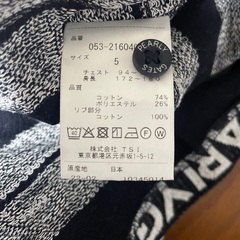 品番
053-21604
サイズ
5
チェスト 94-
身長 172-1
品質
コットン 74%
ポリエステル 26%
リブ部分
コットン 100%
株式会社 TSI
東京都港区元赤坂1-5-12
原産地 日本
PEARLY GATES